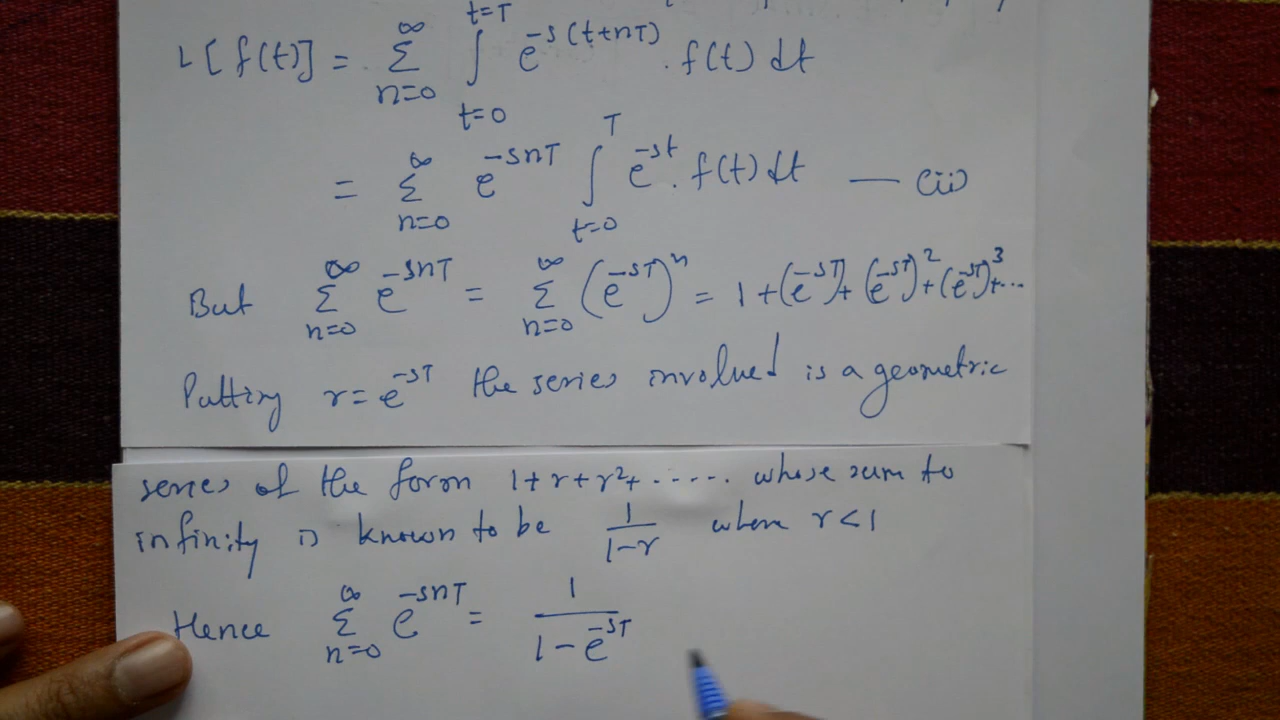 L[f(t)] = Σ_{n=0}^{∞} ∫_{t=0}^{t=T} e^{-s(t+nT)} . f(t) dt
= Σ_{n=0}^{∞} e^{-snT} ∫_{t=0}^{T} e^{-st} . f(t) dt — (ii)
But Σ_{n=0}^{∞} e^{-snT} = Σ_{n=0}^{∞} (e^{-sT})^n = 1 + (e^{-sT}) + (e^{-sT})^2 + (e^{-sT})^3 + ...
Putting r = e^{-sT} the series involved is a geometric
series of the form 1 + r + r^2 + ..... whose sum to
infinity is known to be 1/(1-r) where r < 1
Hence Σ_{n=0}^{∞} e^{-snT} = 1/(1 - e^{-sT})